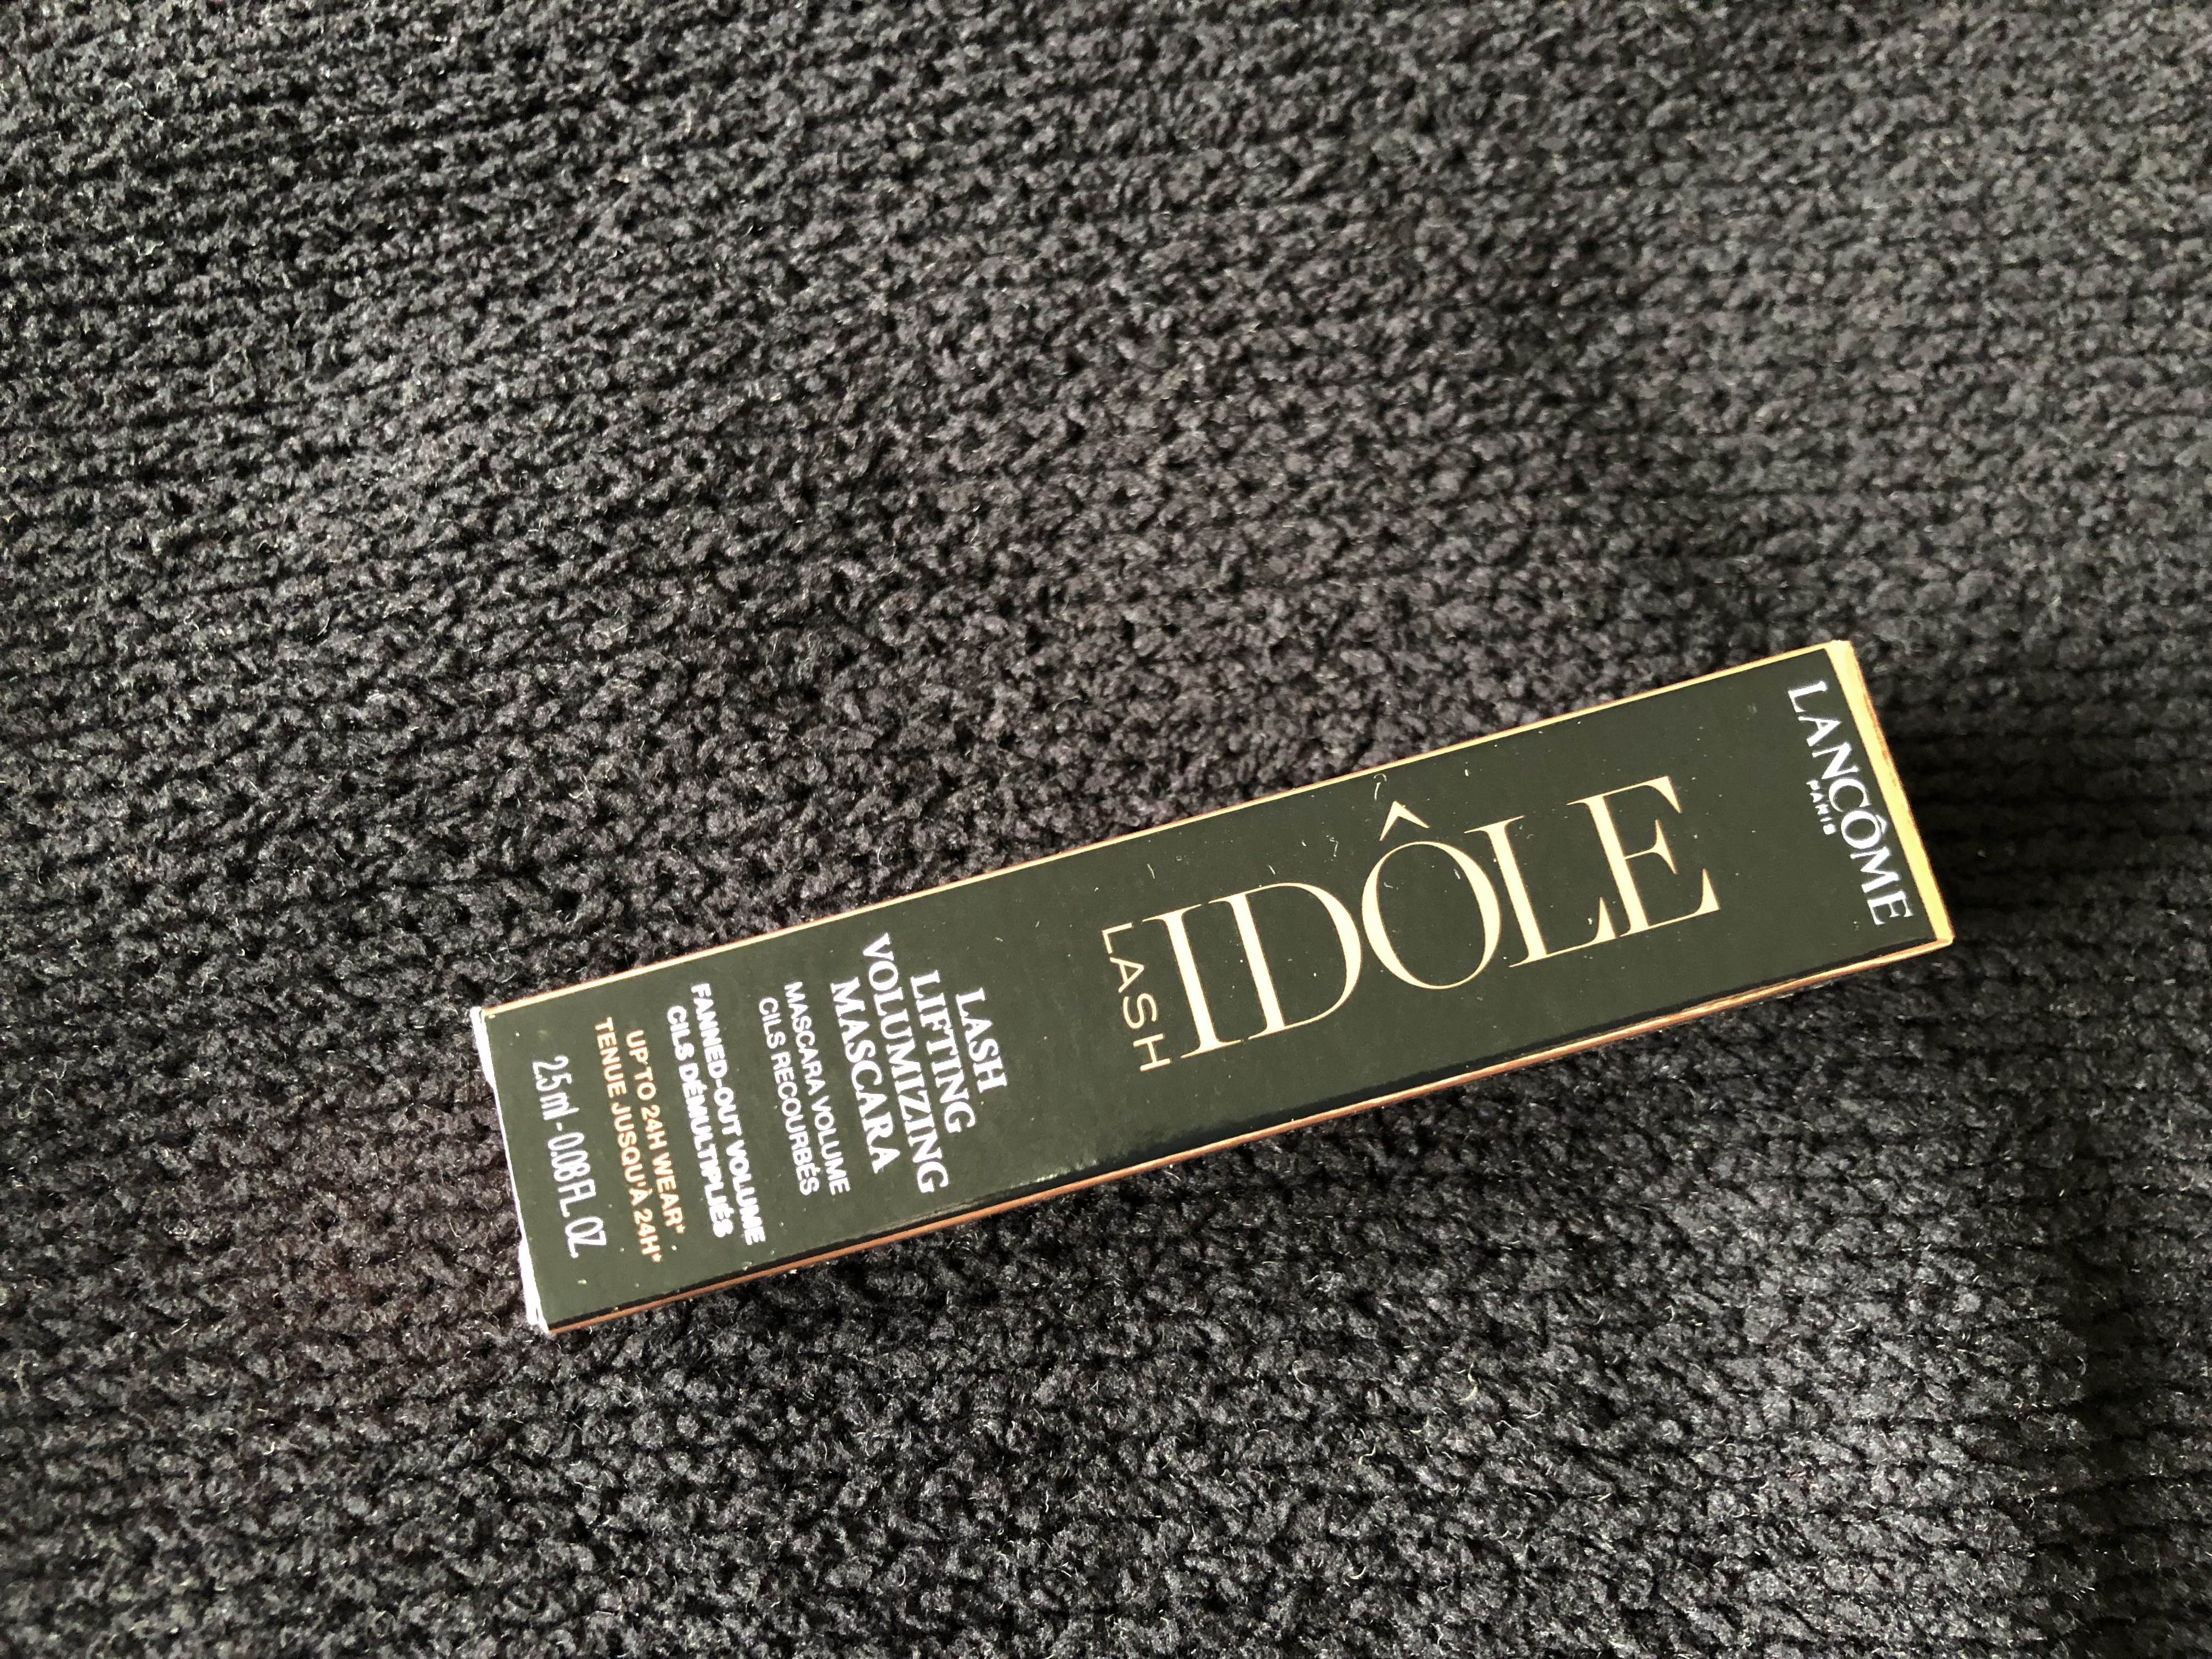 LANCÔME
PARIS
IDÔLE
LASH
LASH
LIFTING
VOLUMIZING
MASCARA
MASCARA VOLUME
CILS RECOURBÉS
FANNED-OUT VOLUME
CILS DÉMULTIPLIÉS
UP TO 24H WEAR*
TENUE JUSQU'À 24H*
2.5 ml - 0.08 FL. OZ.